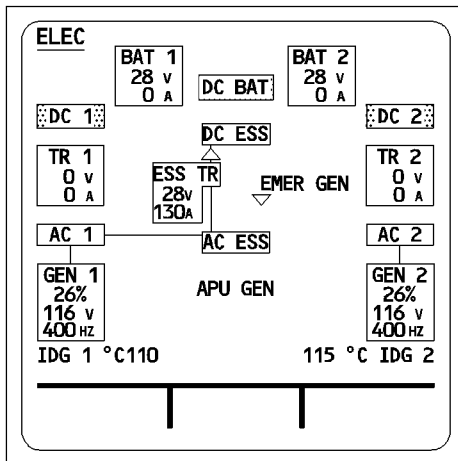 ELEC
BAT 1
28 V
0 A
DC BAT
BAT 2
28 V
0 A
DC 1
DC ESS
DC 2
TR 1
0 V
0 A
ESS TR
28V
130A
EMER GEN
TR 2
0 V
0 A
AC 1
AC ESS
AC 2
GEN 1
26%
116 V
400 HZ
APU GEN
GEN 2
26%
116 V
400 HZ
IDG 1 °C110
115 °C IDG 2